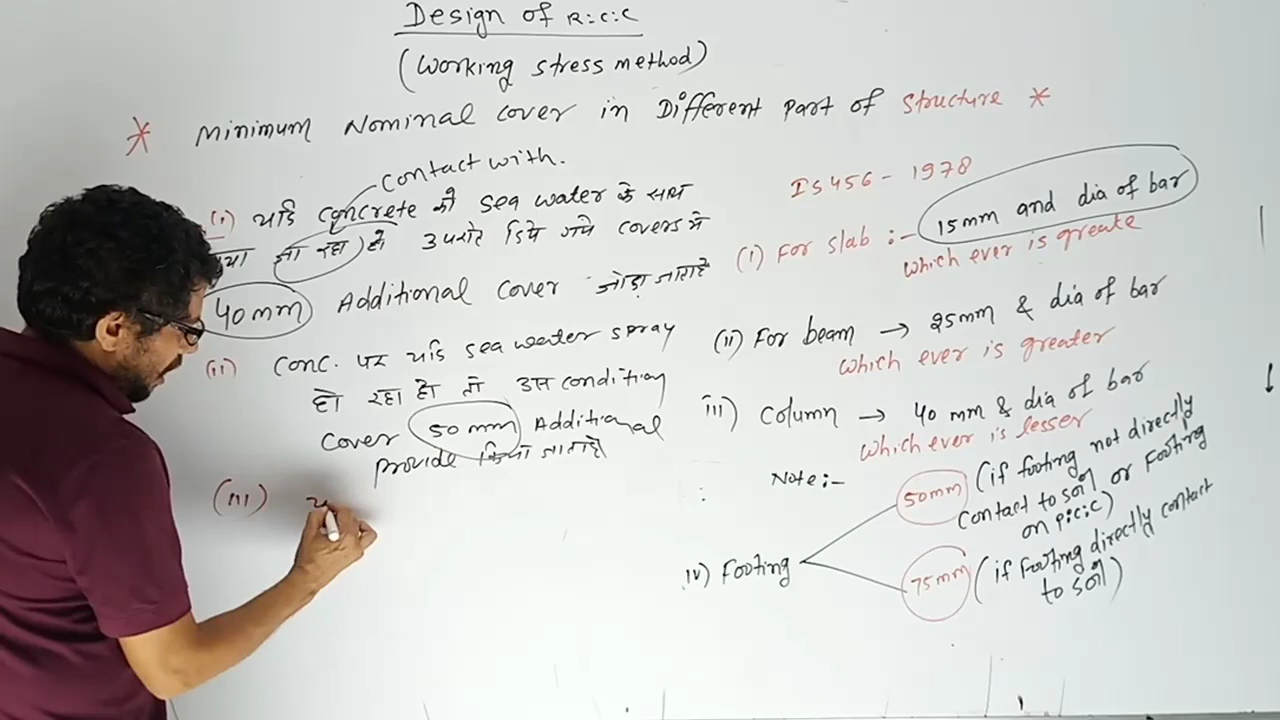 Design of R.C.C
(Working stress method)
* Minimum Nominal cover in Different Part of Structure *
contact with.
(i) यदि Concrete को Sea water के साथ
जा रहा हो उपरोक्त दिये गये covers मे
40mm Additional cover जोड़ा जाता है
(ii) conc. पर यदि sea water spray
हो रहा हो तो उस condition
cover 50 mm Additional
provide किया जाता है
(iii)
IS 456 - 1978
(i) For slab :- 15mm and dia of bar
which ever is greate
(ii) For beam → 25mm & dia of bar
which ever is greater
iii) column → 40 mm & dia of bar
which ever is lesser
Note :-
iv) Footing
50mm (if footing not directly
contact to soil or footing
on P.C.C)
75mm (if footing directly contact
to soil)